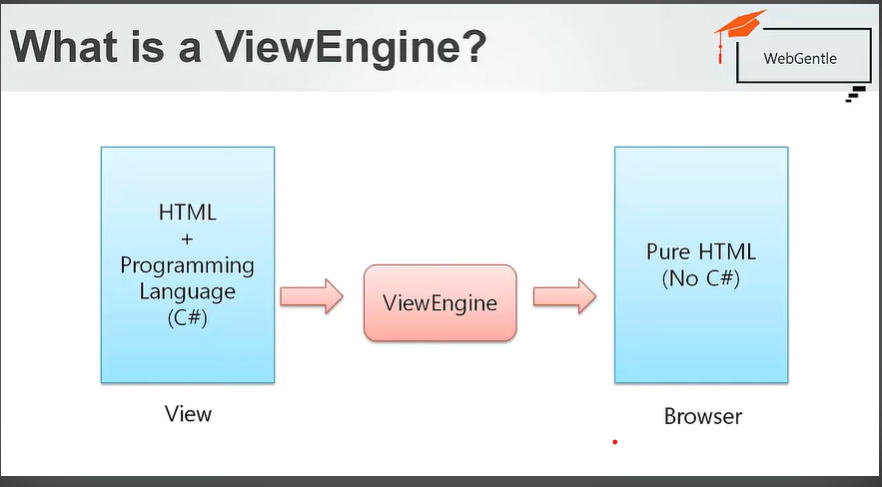 What is a ViewEngine?
WebGentle
HTML
+
Programming
Language
(C#)
ViewEngine
Pure HTML
(No C#)
View
Browser